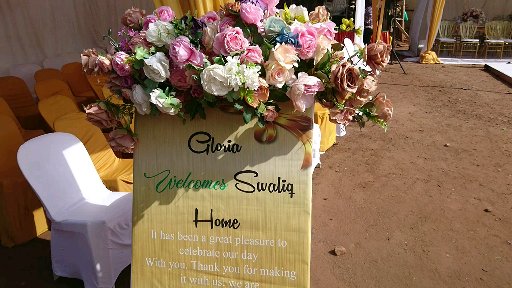 Gloria
Welcomes Swaliq
Home
It has been a great pleasure to
celebrate our day
With you. Thank you for making
it with us; we are